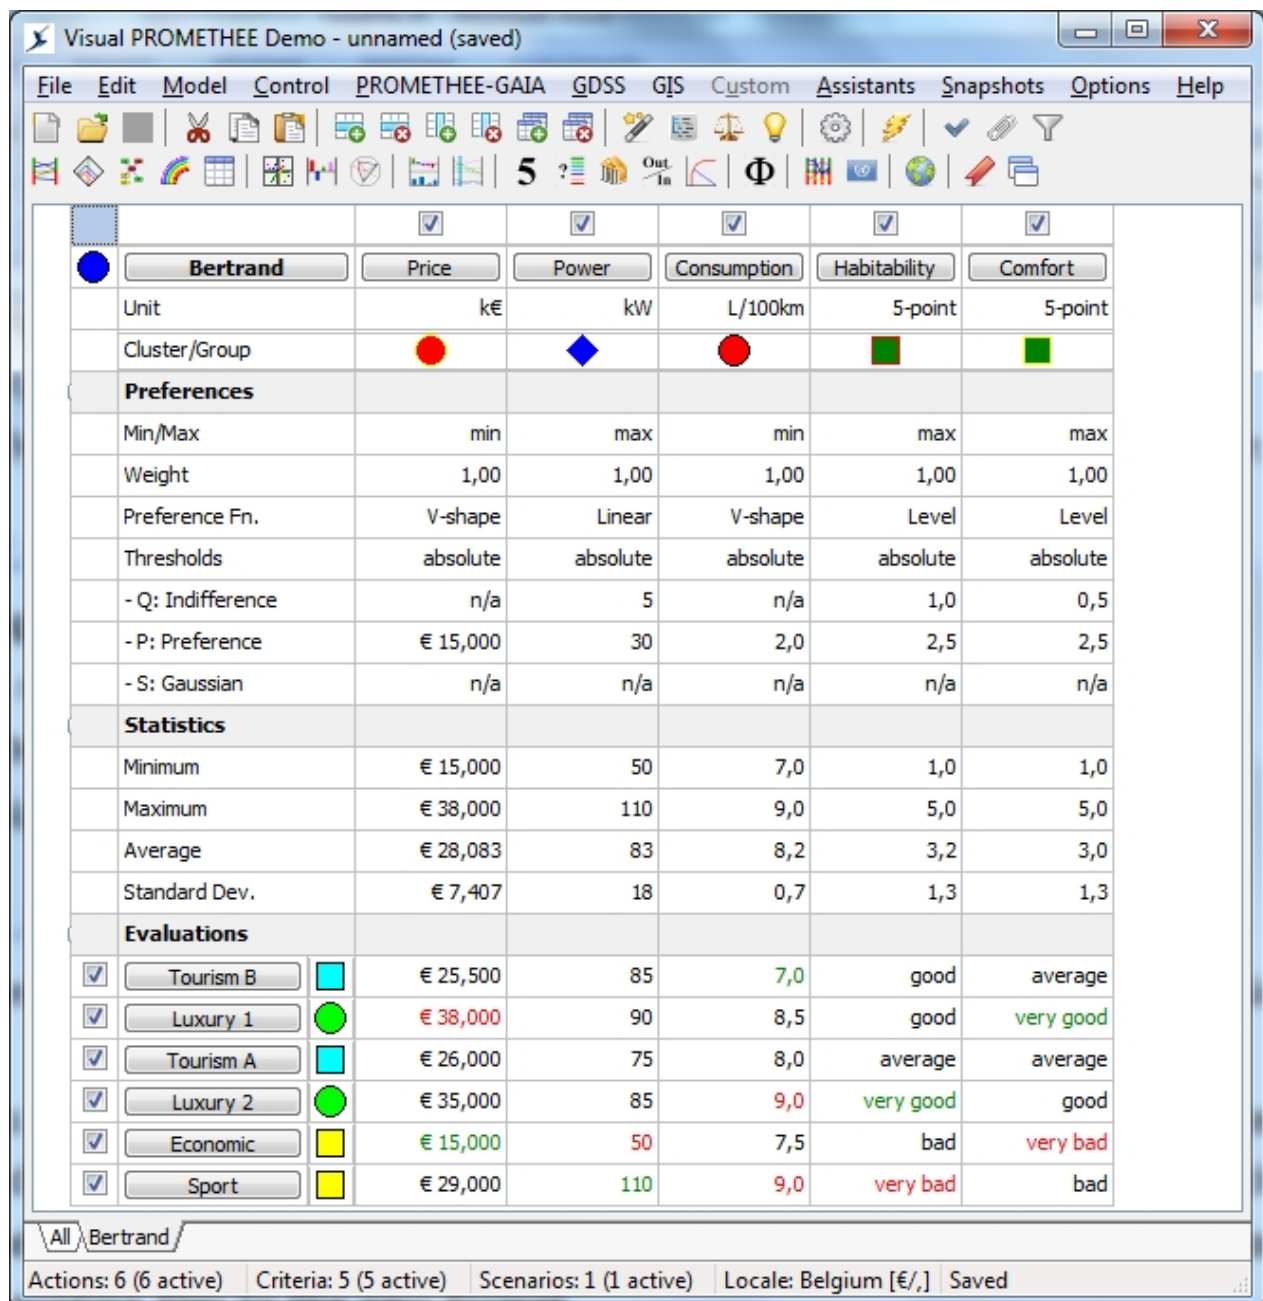 Visual PROMETHEE Demo - unnamed (saved)
File Edit Model Control PROMETHEE-GAIA GDSS GIS Custom Assistants Snapshots Options Help
5 ? Out In Φ
Bertrand Price Power Consumption Habitability Comfort
Unit k€ kW L/100km 5-point 5-point
Cluster/Group
Preferences
Min/Max min max min max max
Weight 1,00 1,00 1,00 1,00 1,00
Preference Fn. V-shape Linear V-shape Level Level
Thresholds absolute absolute absolute absolute absolute
- Q: Indifference n/a 5 n/a 1,0 0,5
- P: Preference € 15,000 30 2,0 2,5 2,5
- S: Gaussian n/a n/a n/a n/a n/a
Statistics
Minimum € 15,000 50 7,0 1,0 1,0
Maximum € 38,000 110 9,0 5,0 5,0
Average € 28,083 83 8,2 3,2 3,0
Standard Dev. € 7,407 18 0,7 1,3 1,3
Evaluations
Tourism B € 25,500 85 7,0 good average
Luxury 1 € 38,000 90 8,5 good very good
Tourism A € 26,000 75 8,0 average average
Luxury 2 € 35,000 85 9,0 very good good
Economic € 15,000 50 7,5 bad very bad
Sport € 29,000 110 9,0 very bad bad
All Bertrand
Actions: 6 (6 active) Criteria: 5 (5 active) Scenarios: 1 (1 active) Locale: Belgium [€/,] Saved